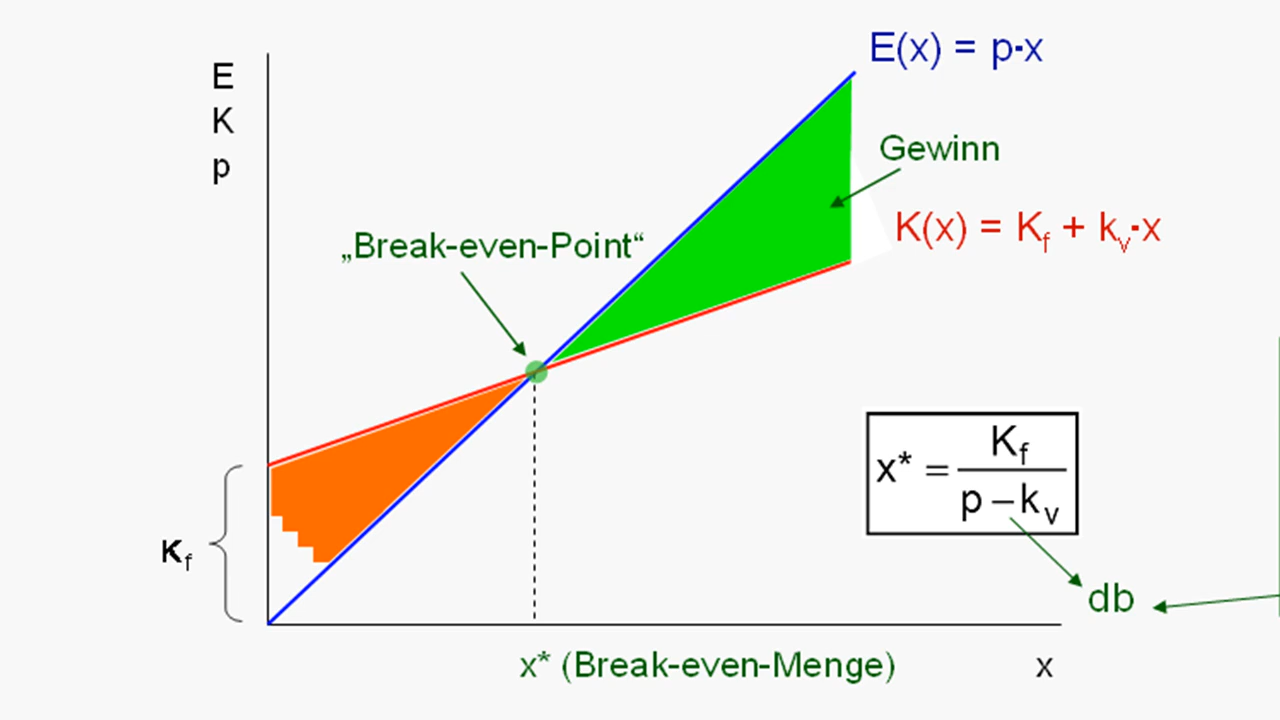 E
K
p
E(x) = p·x
Gewinn
K(x) = Kf + kv·x
„Break-even-Point“
x* = Kf / p – kv
Kf
db
x* (Break-even-Menge)
x